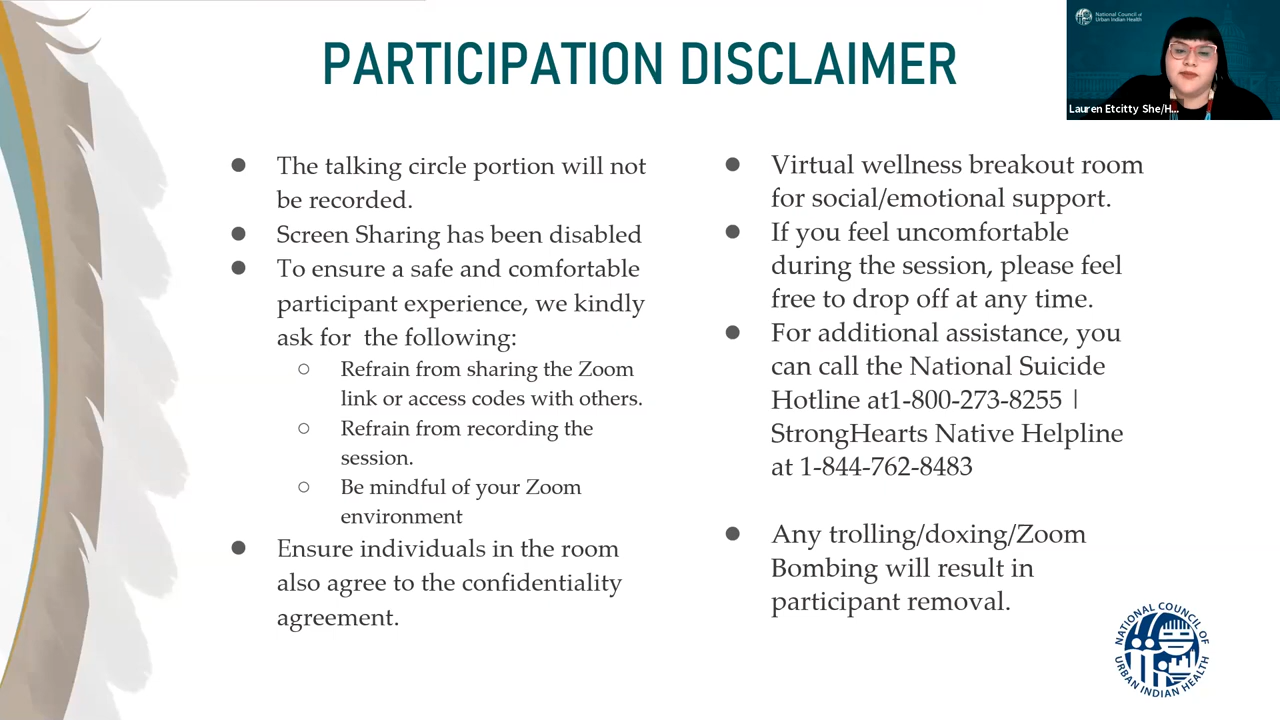 PARTICIPATION DISCLAIMER
National Council of
Urban Indian Health
Lauren Etcitty She/H...
● The talking circle portion will not
be recorded.
● Screen Sharing has been disabled
● To ensure a safe and comfortable
participant experience, we kindly
ask for  the following:
○ Refrain from sharing the Zoom
link or access codes with others.
○ Refrain from recording the
session.
○ Be mindful of your Zoom
environment
● Ensure individuals in the room
also agree to the confidentiality
agreement.
● Virtual wellness breakout room
for social/emotional support.
● If you feel uncomfortable
during the session, please feel
free to drop off at any time.
● For additional assistance, you
can call the National Suicide
Hotline at1-800-273-8255 |
StrongHearts Native Helpline
at 1-844-762-8483
● Any trolling/doxing/Zoom
Bombing will result in
participant removal.
NATIONAL COUNCIL OF
URBAN INDIAN HEALTH